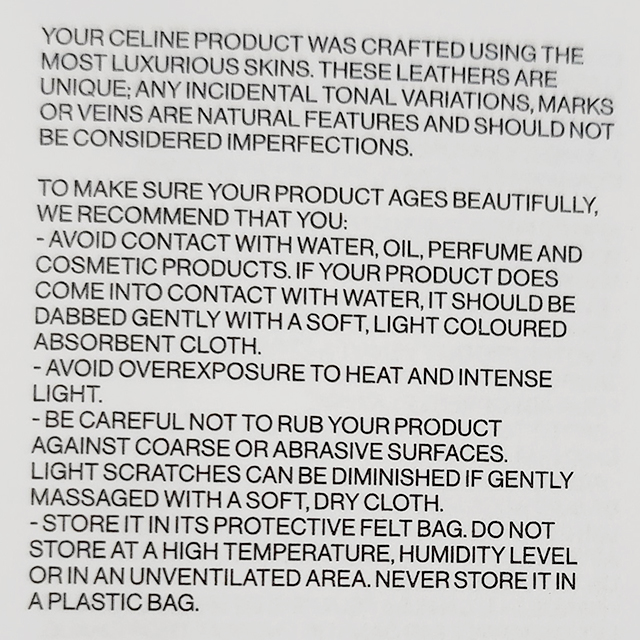 YOUR CELINE PRODUCT WAS CRAFTED USING THE
MOST LUXURIOUS SKINS. THESE LEATHERS ARE
UNIQUE; ANY INCIDENTAL TONAL VARIATIONS, MARKS
OR VEINS ARE NATURAL FEATURES AND SHOULD NOT
BE CONSIDERED IMPERFECTIONS.
TO MAKE SURE YOUR PRODUCT AGES BEAUTIFULLY,
WE RECOMMEND THAT YOU:
- AVOID CONTACT WITH WATER, OIL, PERFUME AND
COSMETIC PRODUCTS. IF YOUR PRODUCT DOES
COME INTO CONTACT WITH WATER, IT SHOULD BE
DABBED GENTLY WITH A SOFT, LIGHT COLOURED
ABSORBENT CLOTH.
- AVOID OVEREXPOSURE TO HEAT AND INTENSE
LIGHT.
- BE CAREFUL NOT TO RUB YOUR PRODUCT
AGAINST COARSE OR ABRASIVE SURFACES.
LIGHT SCRATCHES CAN BE DIMINISHED IF GENTLY
MASSAGED WITH A SOFT, DRY CLOTH.
- STORE IT IN ITS PROTECTIVE FELT BAG. DO NOT
STORE AT A HIGH TEMPERATURE, HUMIDITY LEVEL
OR IN AN UNVENTILATED AREA. NEVER STORE IT IN
A PLASTIC BAG.